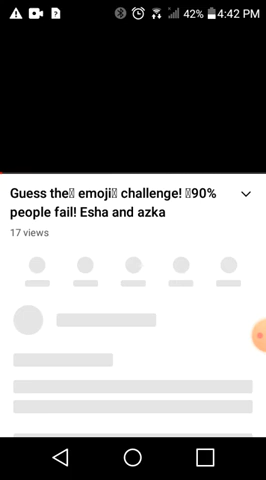 42% 4:42 PM
Guess the▯ emoji▯ challenge! ▯90%
people fail! Esha and azka
17 views